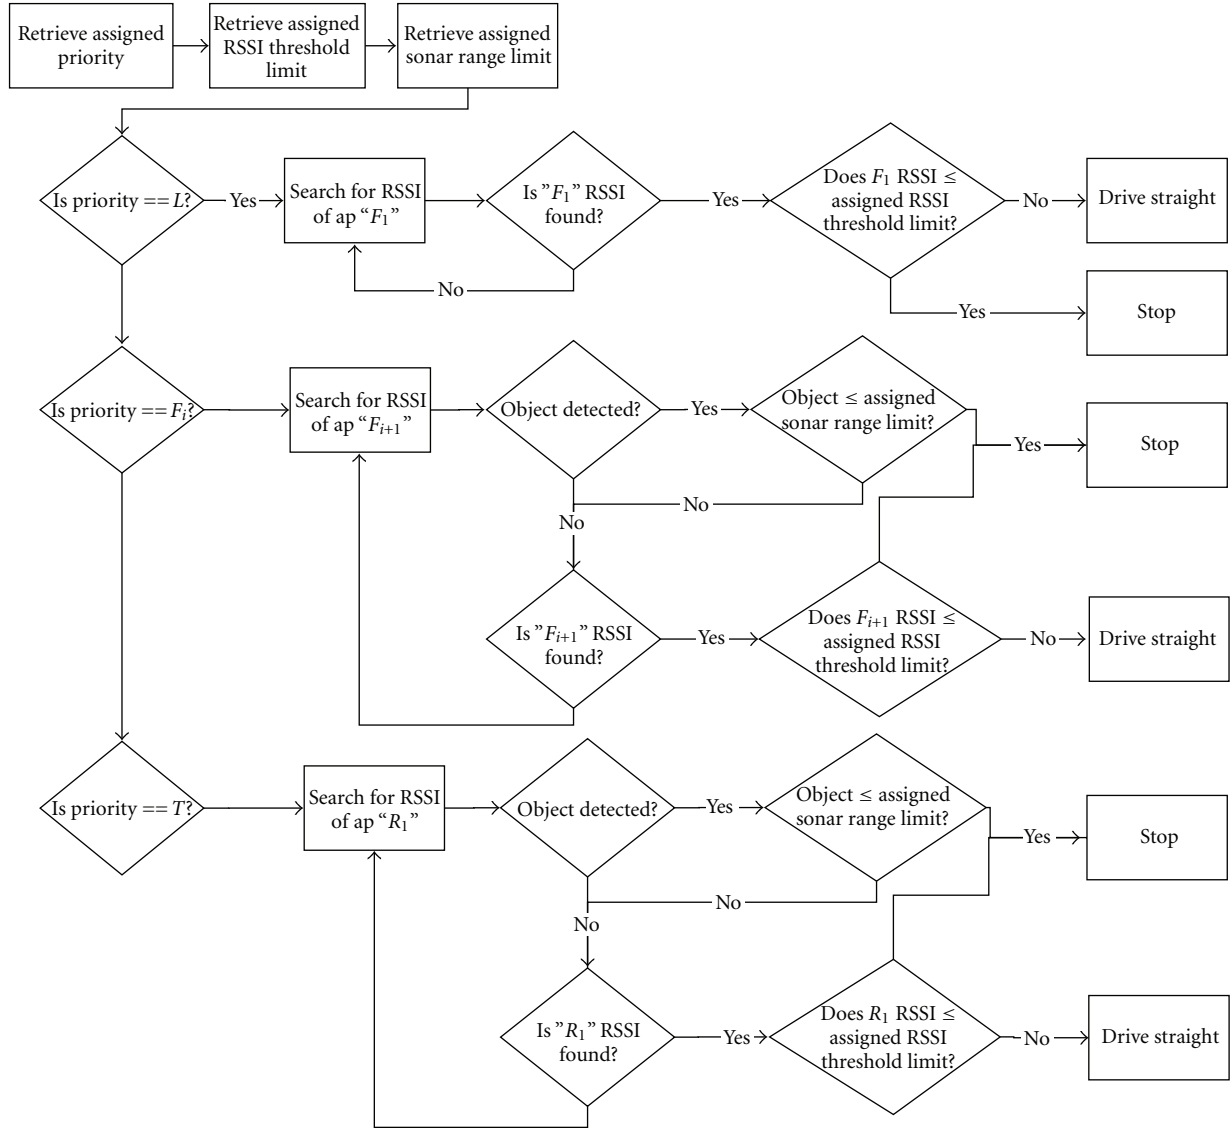 Retrieve assigned
priority
Retrieve assigned
RSSI threshold
limit
Retrieve assigned
sonar range limit
Is priority == L?
Yes
Search for RSSI
of ap “F1”
Is ”F1” RSSI
found?
Yes
Does F1 RSSI ≤
assigned RSSI
threshold limit?
No
Drive straight
No
Yes
Stop
Is priority == Fi?
Search for RSSI
of ap “Fi+1”
Object detected?
Yes
Object ≤ assigned
sonar range limit?
Yes
Stop
No
No
Is ”Fi+1” RSSI
found?
Yes
Does Fi+1 RSSI ≤
assigned RSSI
threshold limit?
No
Drive straight
Is priority == T?
Search for RSSI
of ap “R1”
Object detected?
Yes
Object ≤ assigned
sonar range limit?
Yes
Stop
No
No
Is ”R1” RSSI
found?
Yes
Does R1 RSSI ≤
assigned RSSI
threshold limit?
No
Drive straight